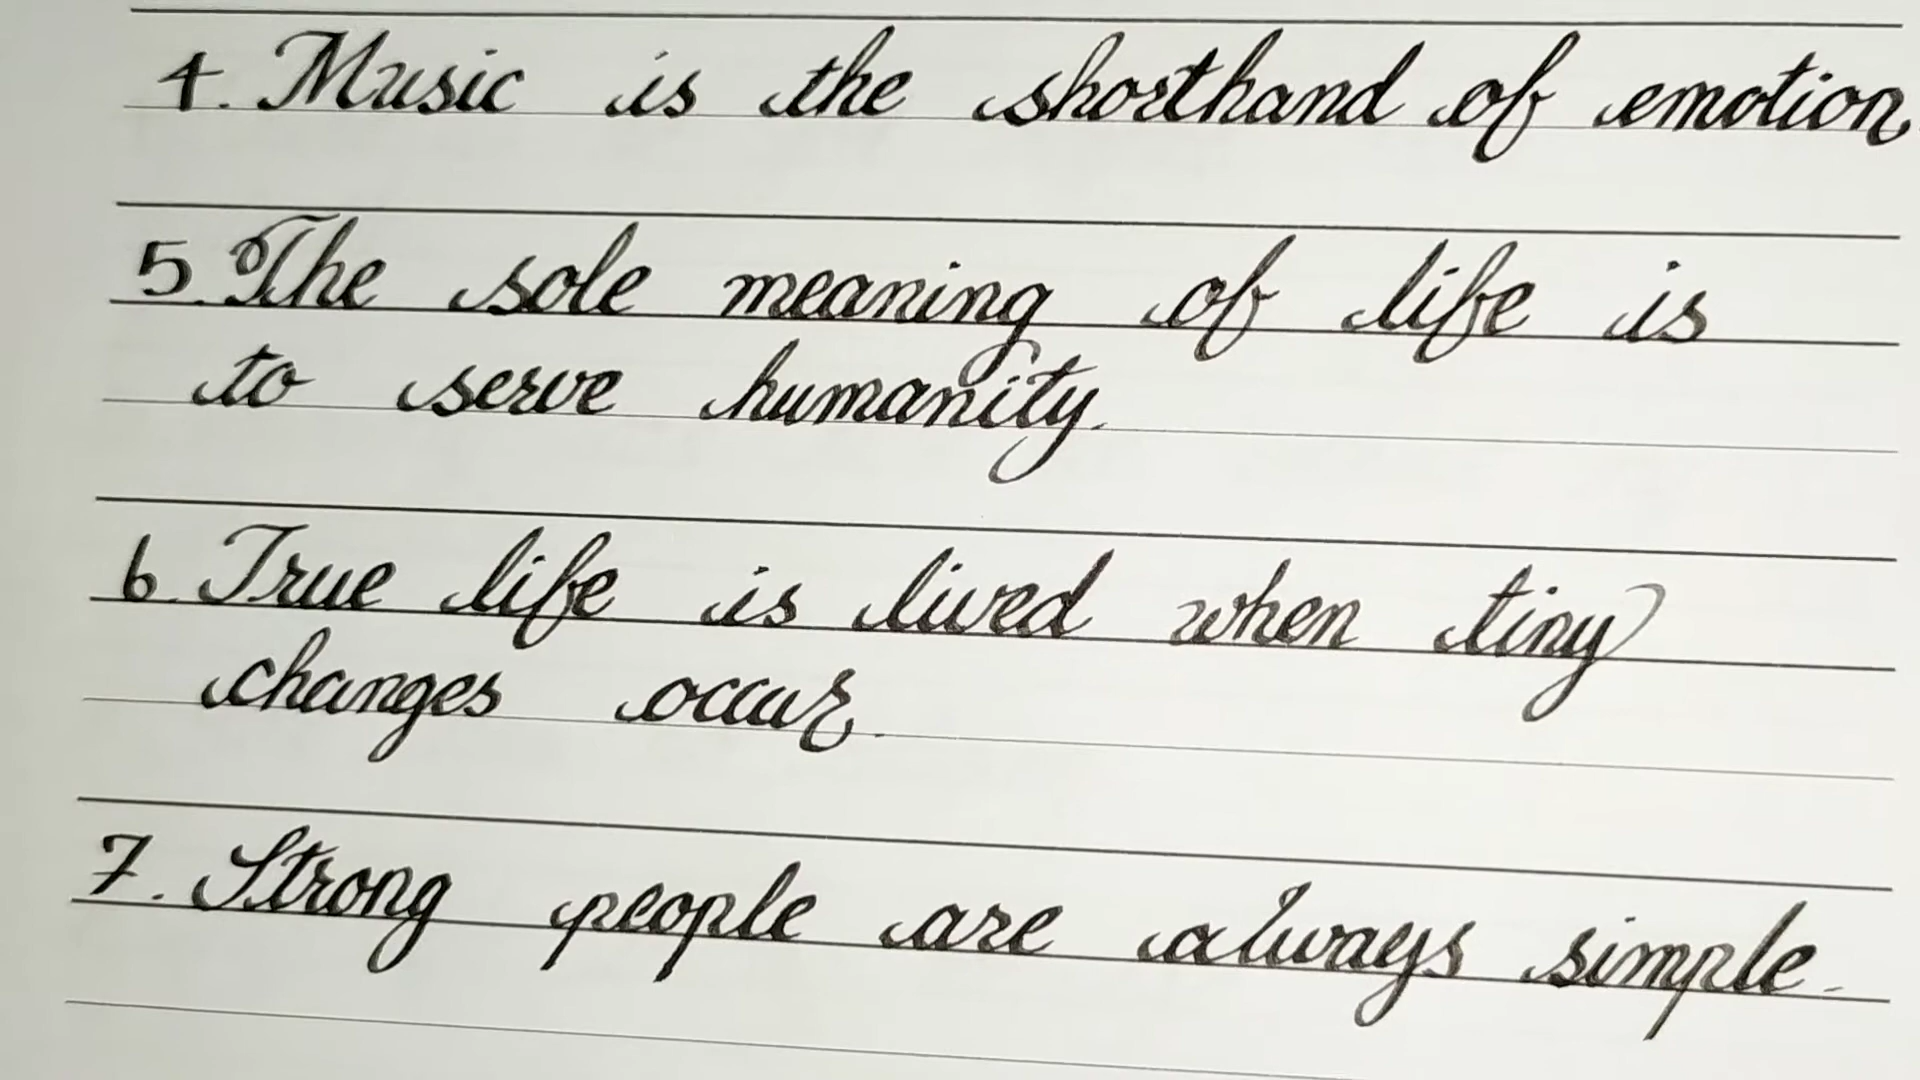 4. Music is the shorthand of emotion
5. The sole meaning of life is
to serve humanity.
6. True life is lived when tiny
changes occur.
7. Strong people are always simple.